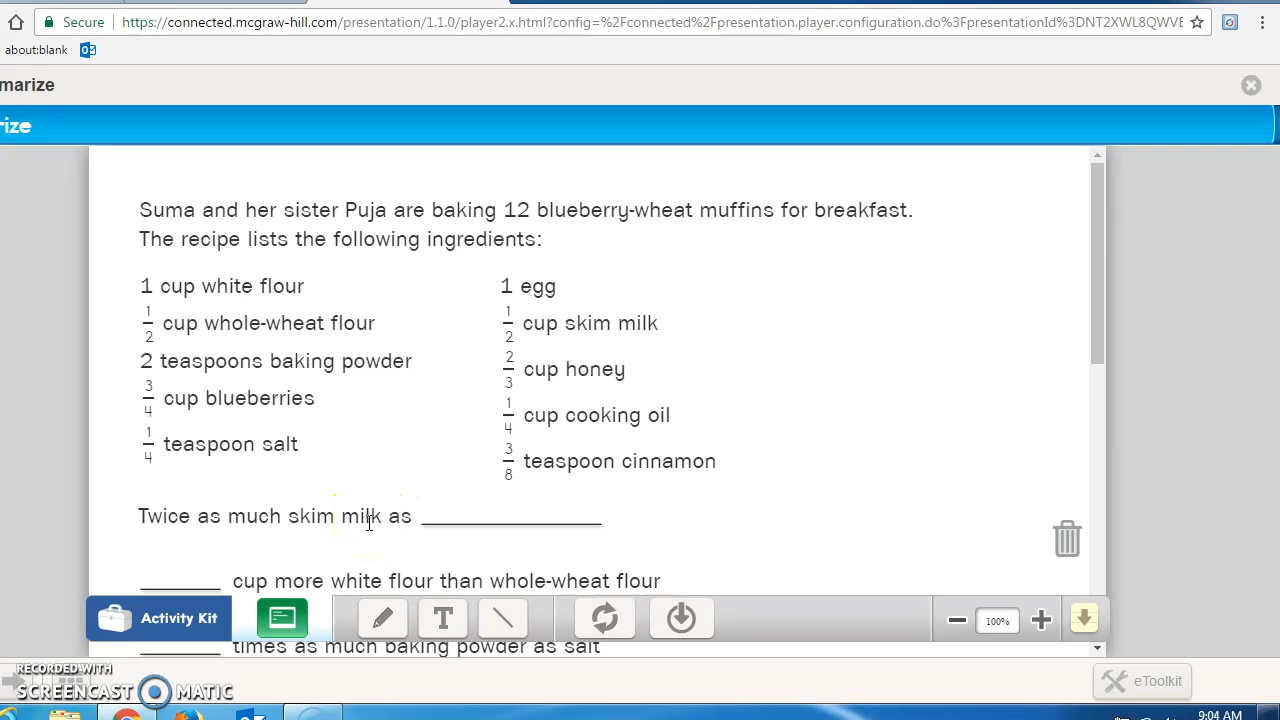 Secure https://connected.mcgraw-hill.com/presentation/1.1.0/player2.x.html?config=%2Fconnected%2Fpresentation.player.configuration.do%3FpresentationId%3DNT2XWL8QWVE
about:blank
marize
rize
Suma and her sister Puja are baking 12 blueberry-wheat muffins for breakfast.
The recipe lists the following ingredients:
1 cup white flour
1/2 cup whole-wheat flour
2 teaspoons baking powder
3/4 cup blueberries
1/4 teaspoon salt
1 egg
1/2 cup skim milk
2/3 cup honey
1/4 cup cooking oil
3/8 teaspoon cinnamon
Twice as much skim milk as ____________
______ cup more white flour than whole-wheat flour
______ times as much baking powder as salt
Activity Kit
T
100%
RECORDED WITH
SCREENCAST MATIC
eToolkit
9:04 AM